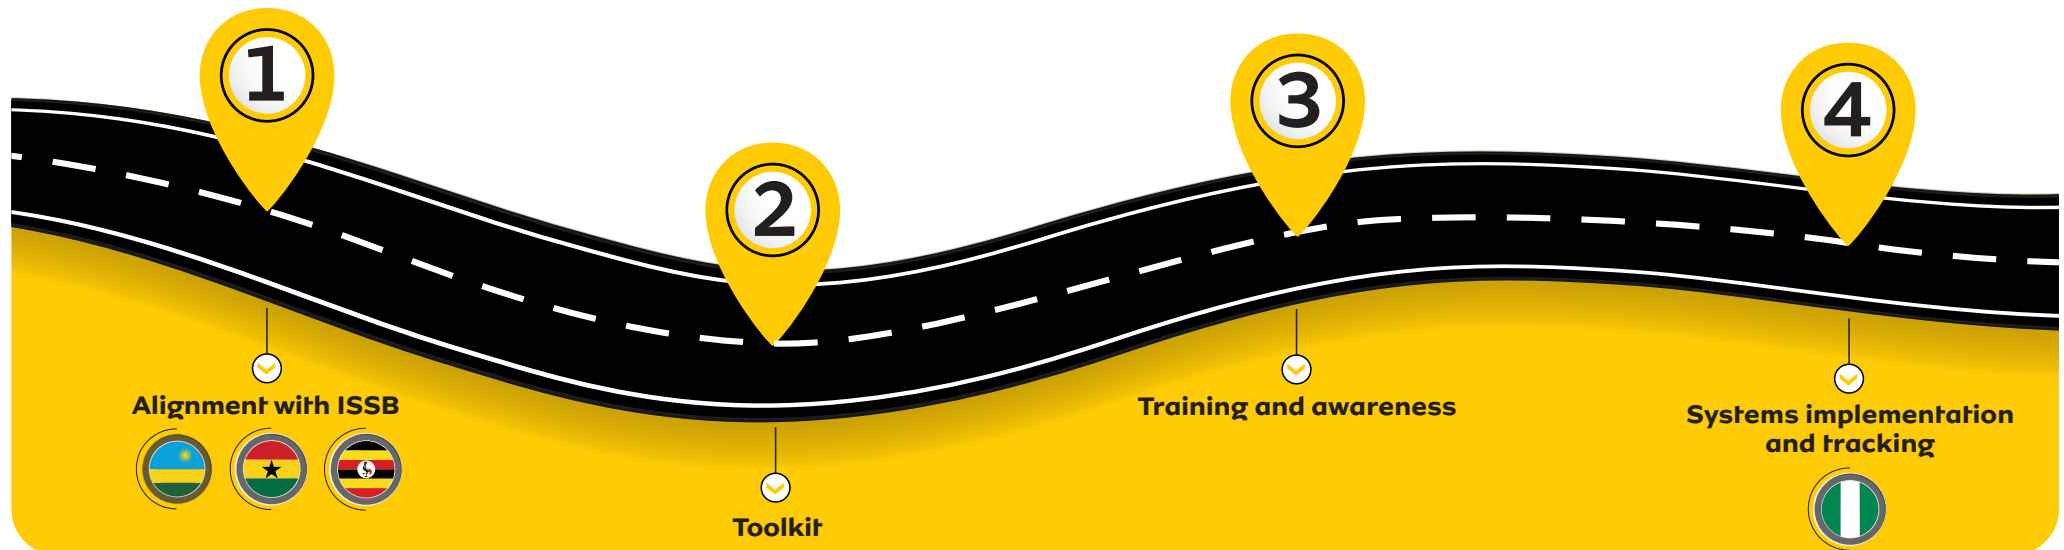 1
2
3
4
Alignment with ISSB
Toolkit
Training and awareness
Systems implementation
and tracking